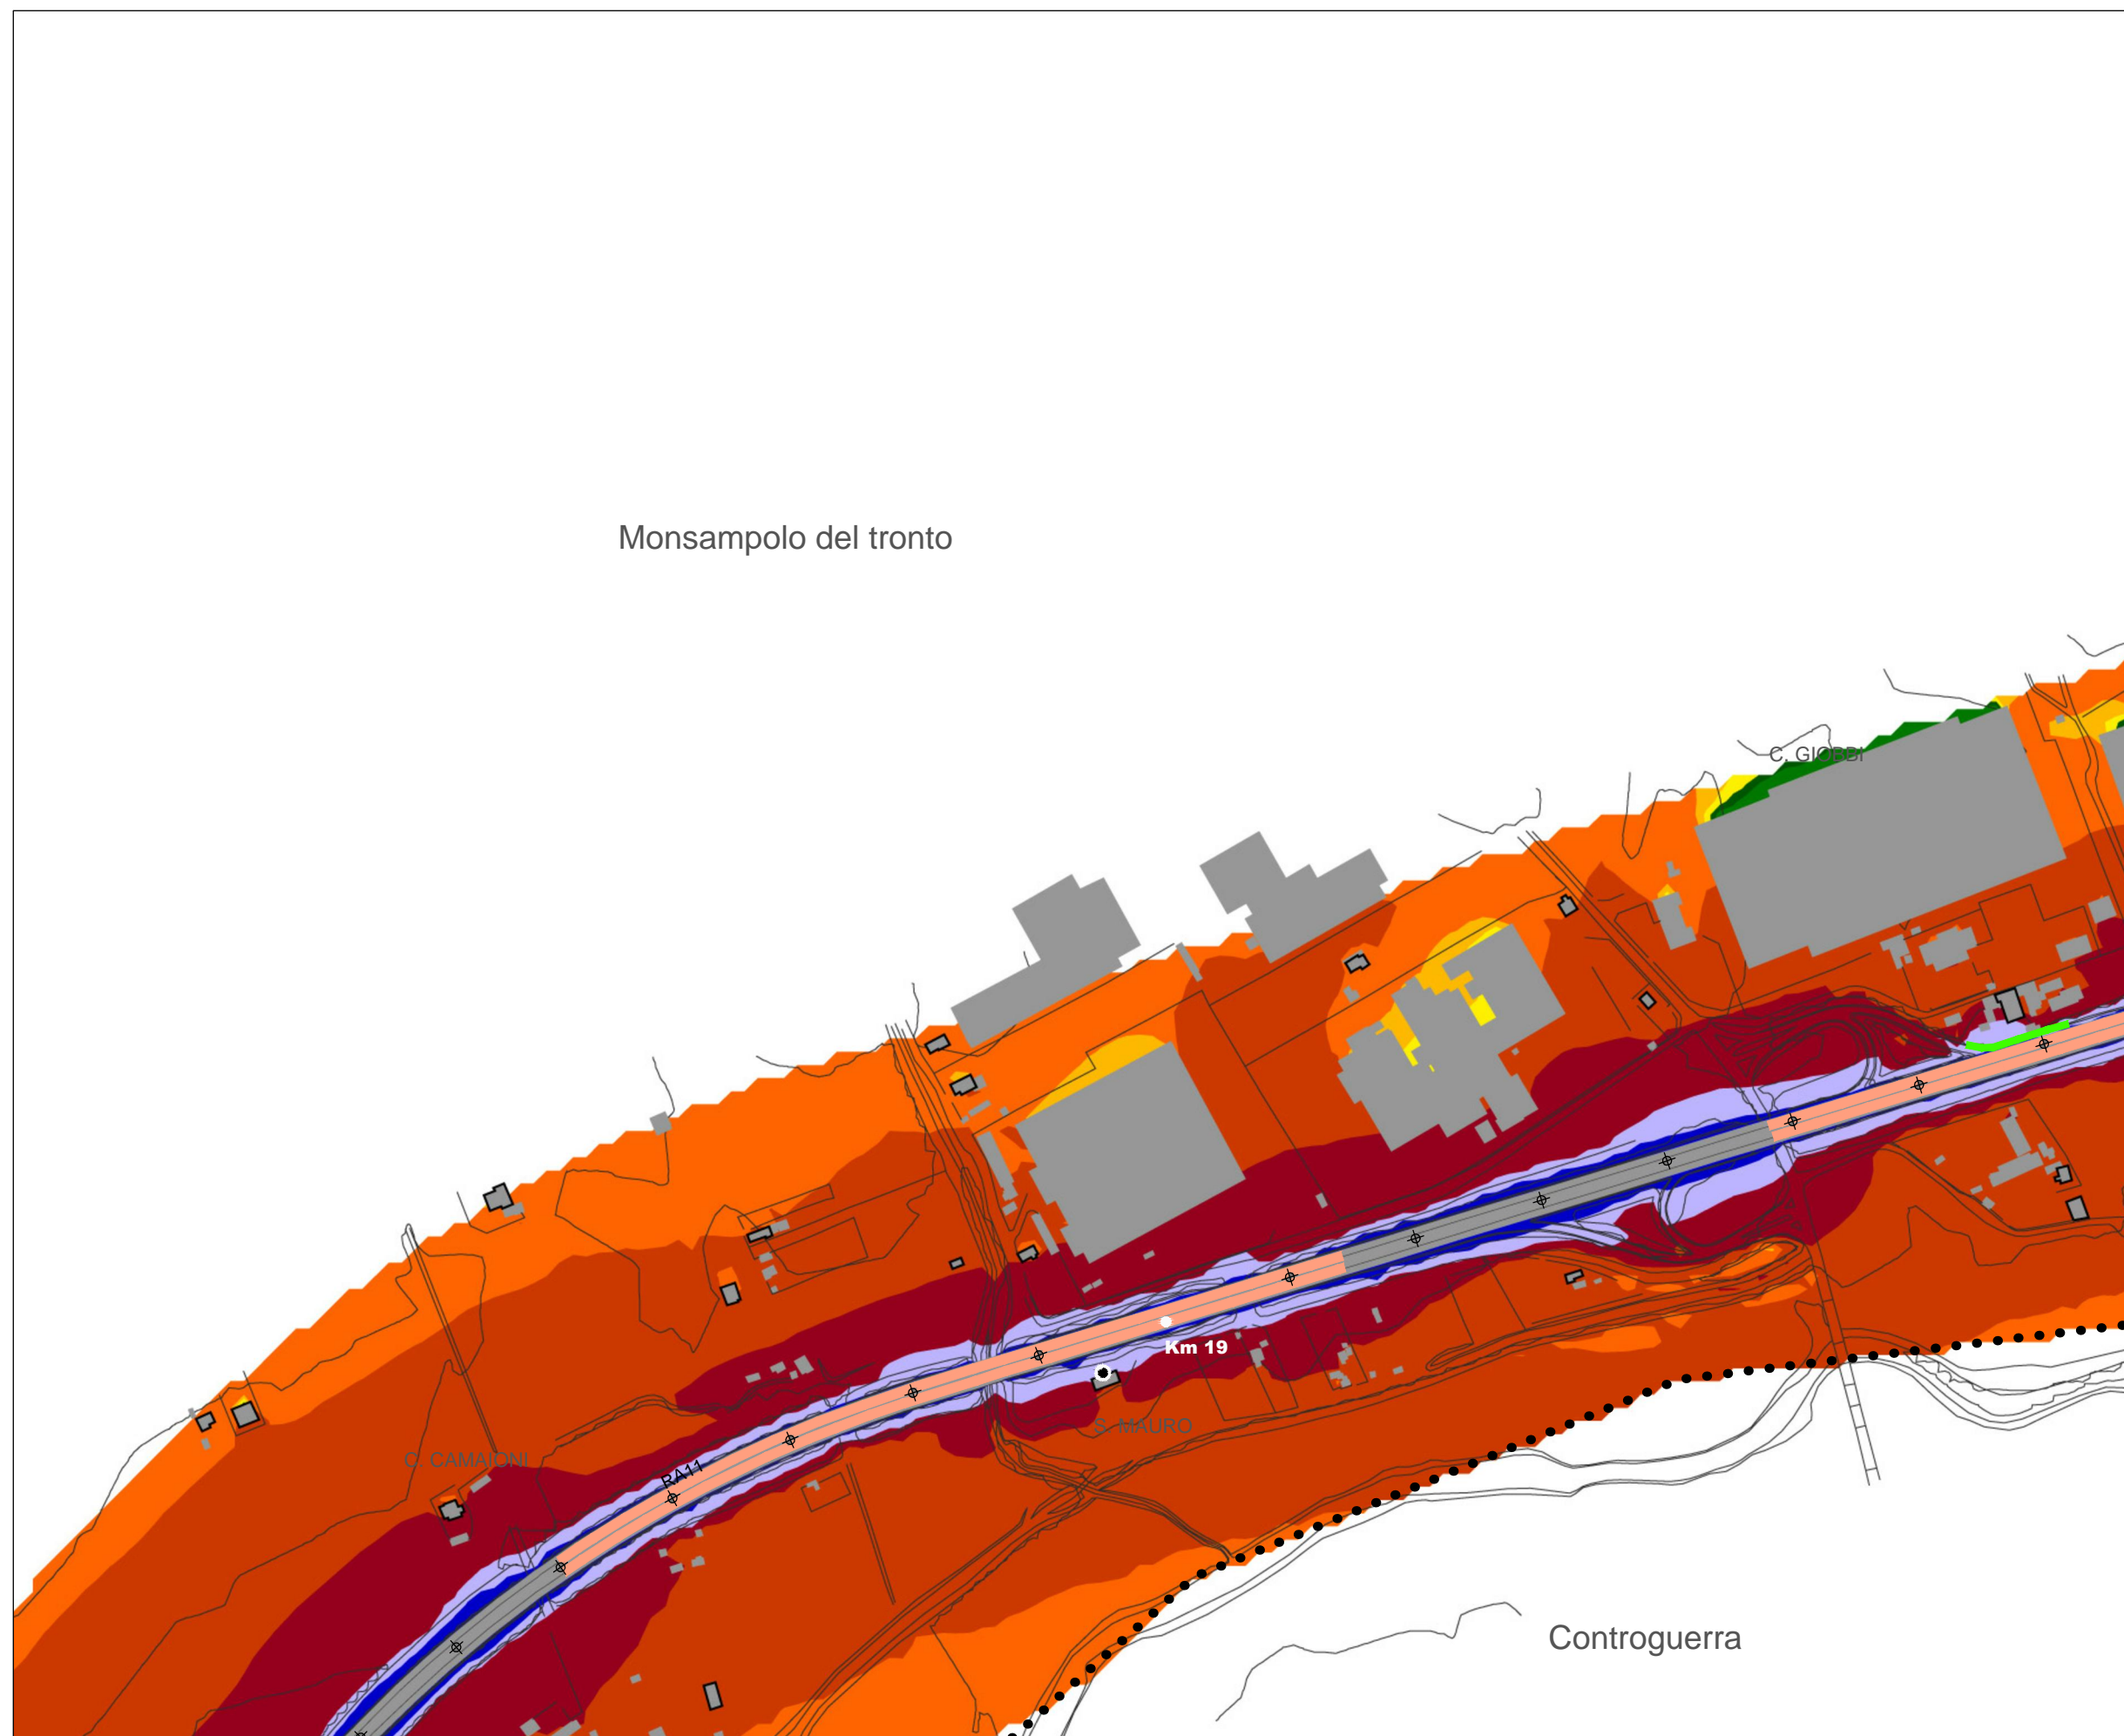 Monsampolo del tronto
C. GIOBBI
Km 19
S. MAURO
C. CAMAIONI
RA11
Controguerra